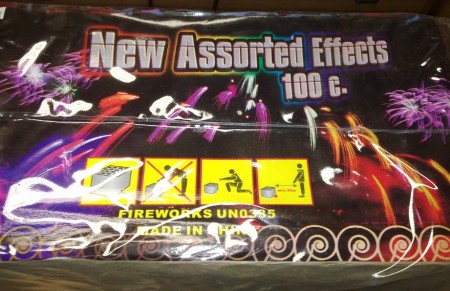 New Assorted Effects
100 c.
FIREWORKS UN0335
MADE IN CHINA